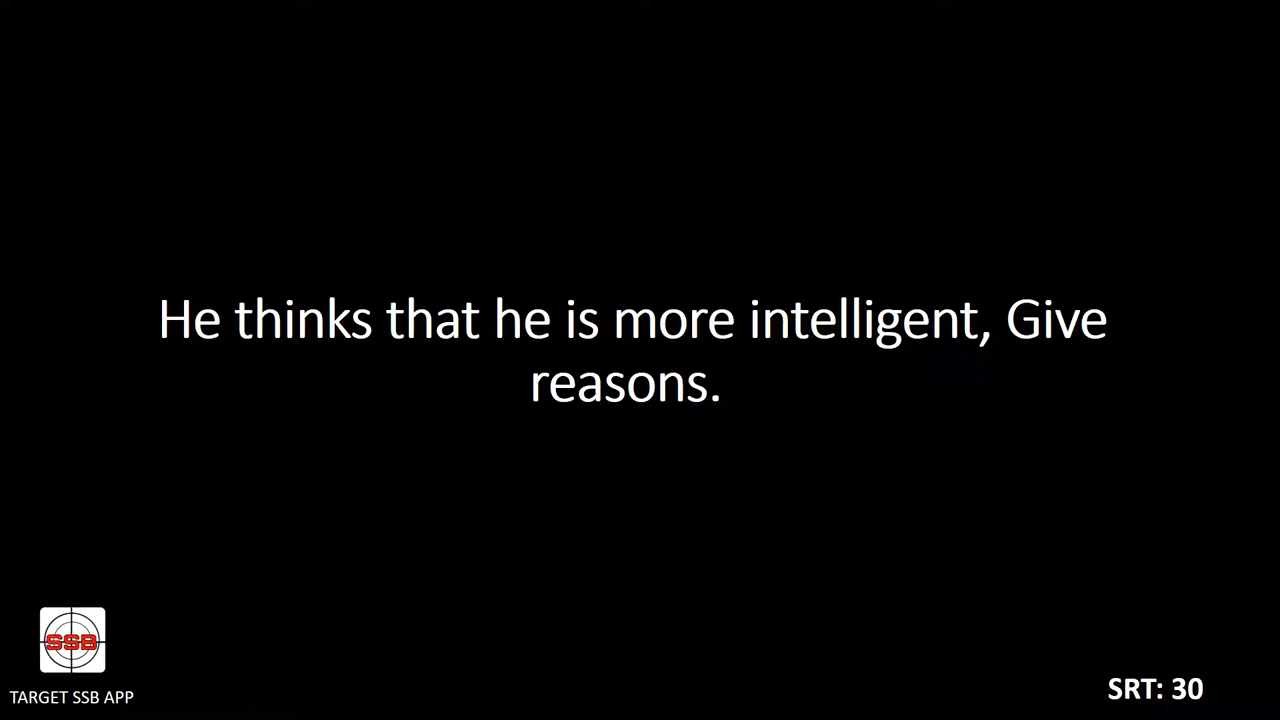 He thinks that he is more intelligent, Give
reasons.
SSB
TARGET SSB APP
SRT: 30